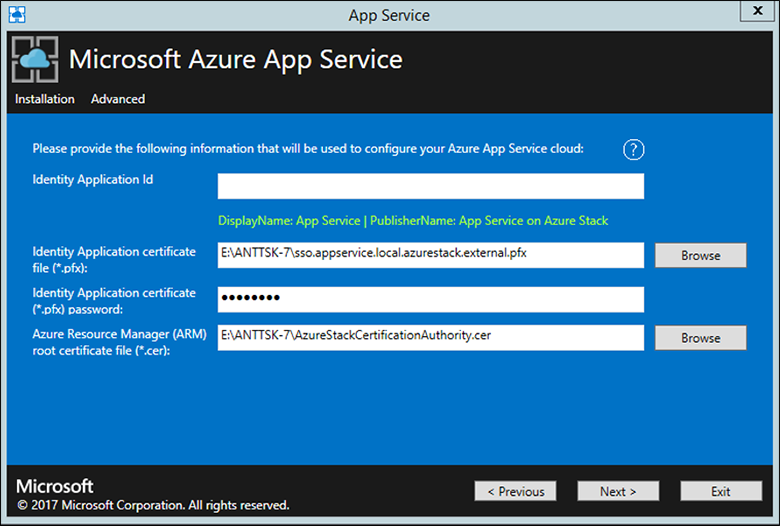 App Service
x
Microsoft Azure App Service
Installation Advanced
Please provide the following information that will be used to configure your Azure App Service cloud: ?
Identity Application Id
DisplayName: App Service | PublisherName: App Service on Azure Stack
Identity Application certificate
file (*.pfx):
E:\ANTTSK-7\sso.appservice.local.azurestack.external.pfx
Browse
Identity Application certificate
(*.pfx) password:
●●●●●●●●
Azure Resource Manager (ARM)
root certificate file (*.cer):
E:\ANTTSK-7\AzureStackCertificationAuthority.cer
Browse
Microsoft
© 2017 Microsoft Corporation. All rights reserved.
< Previous
Next >
Exit